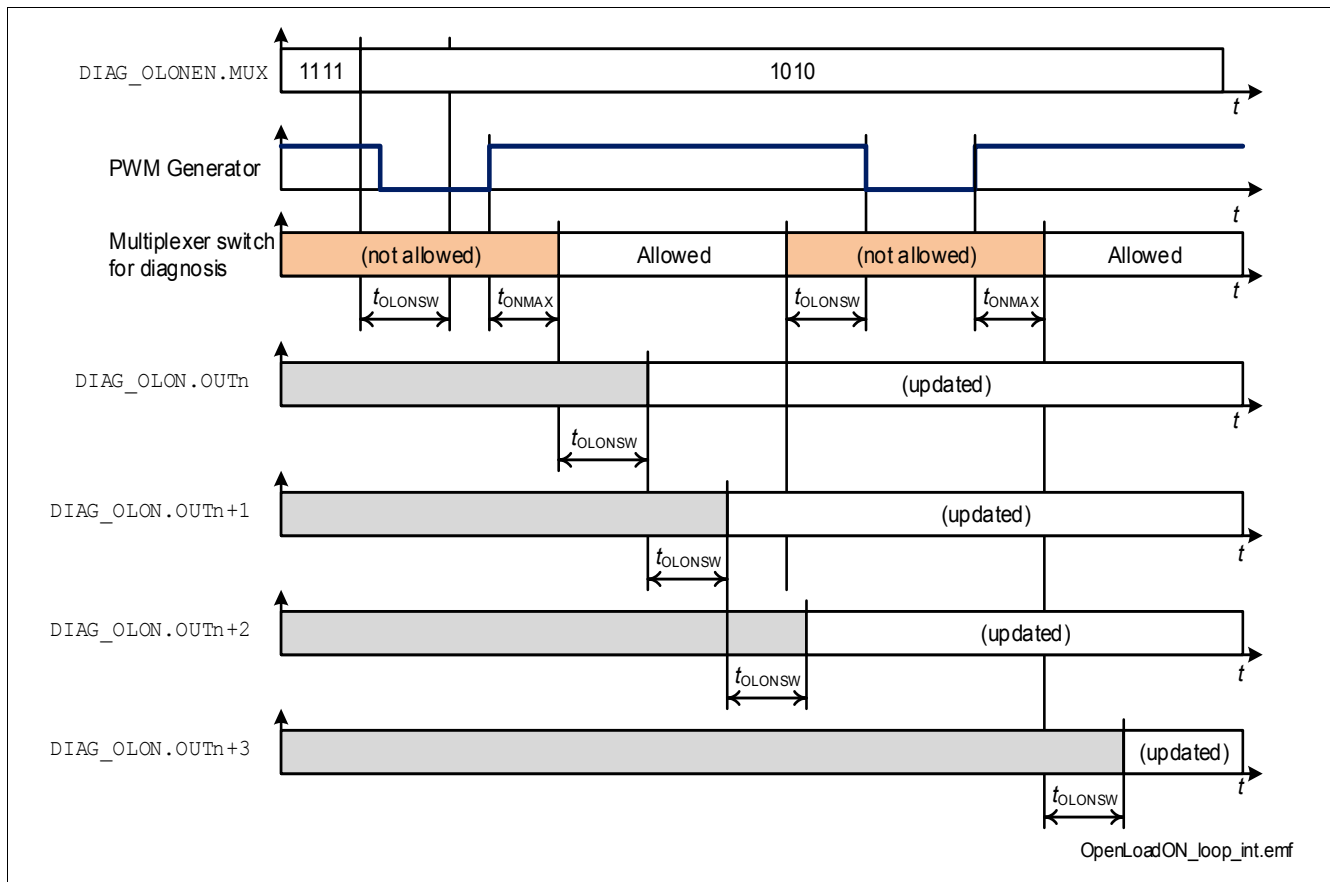 DIAG_OLONEN.MUX
1111
1010
t
PWM Generator
t
Multiplexer switch
for diagnosis
(not allowed)
Allowed
(not allowed)
Allowed
t
tOLONSW
tONMAX
tOLONSW
tONMAX
DIAG_OLON.OUTn
(updated)
t
tOLONSW
DIAG_OLON.OUTn+1
(updated)
t
tOLONSW
DIAG_OLON.OUTn+2
(updated)
t
tOLONSW
DIAG_OLON.OUTn+3
(updated)
t
tOLONSW
OpenLoadON_loop_int.emf